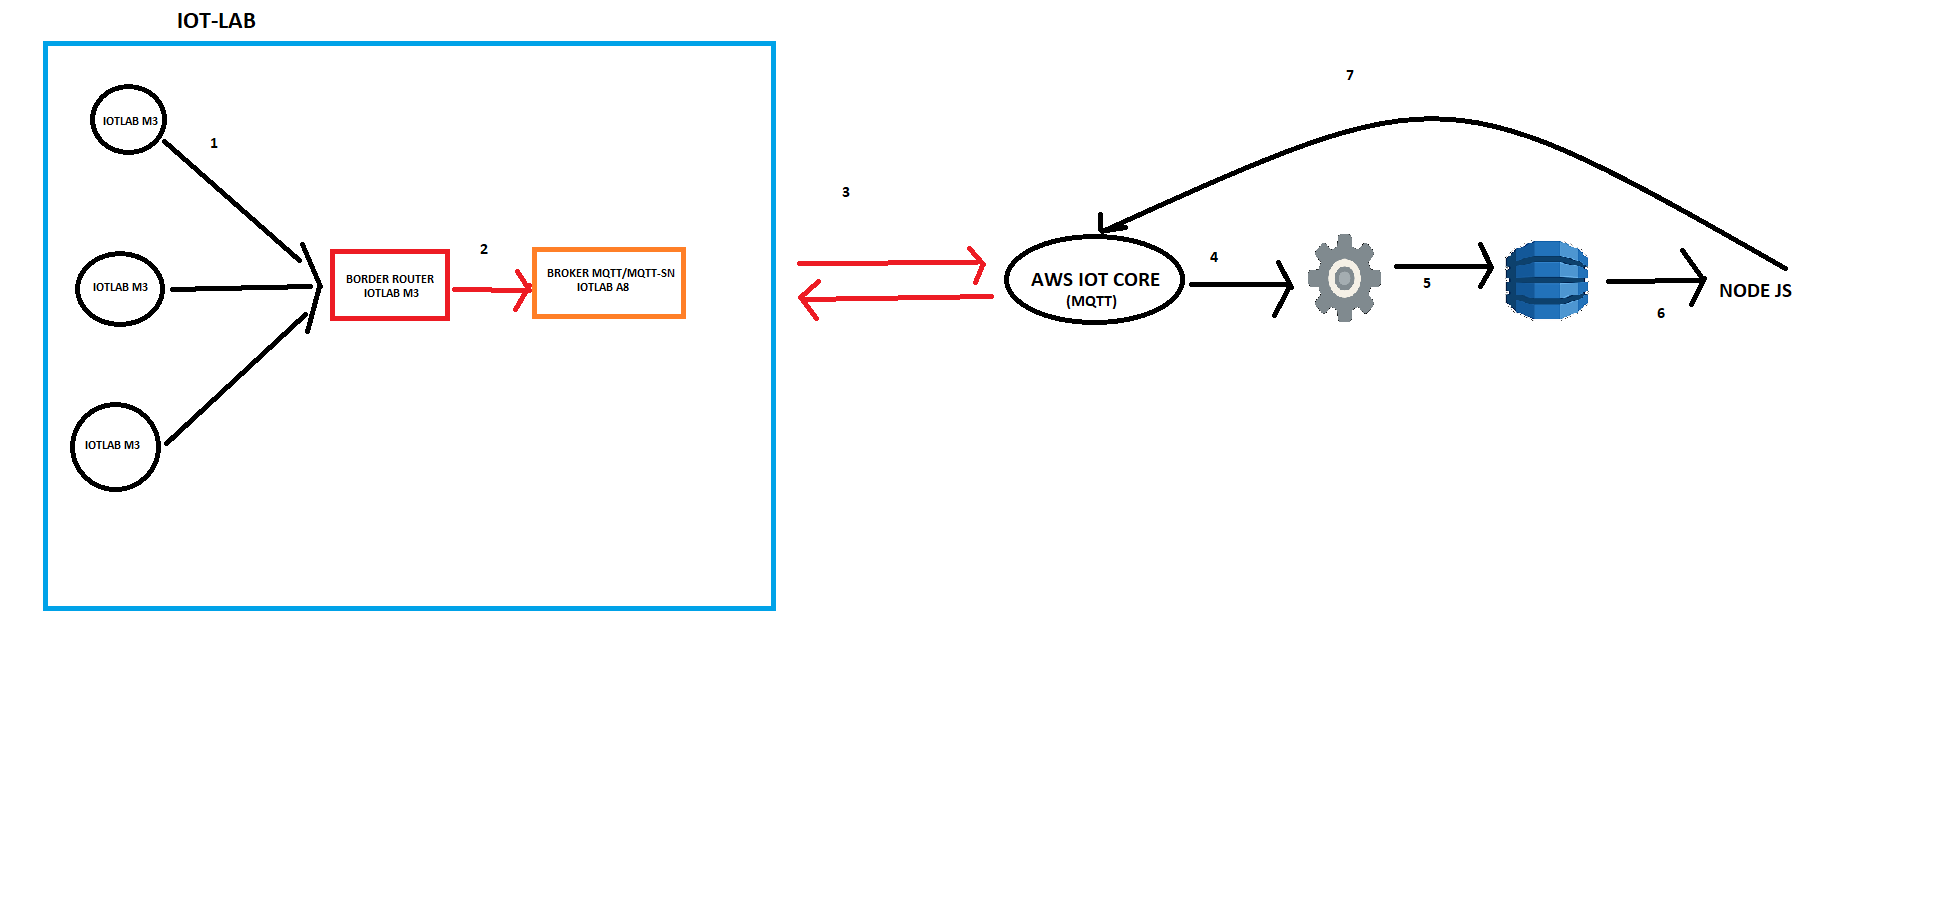 IOT-LAB
IOTLAB M3
1
IOTLAB M3
IOTLAB M3
BORDER ROUTER
IOTLAB M3
2
BROKER MQTT/MQTT-SN
IOTLAB A8
3
AWS IOT CORE
(MQTT)
4
5
6
NODE JS
7